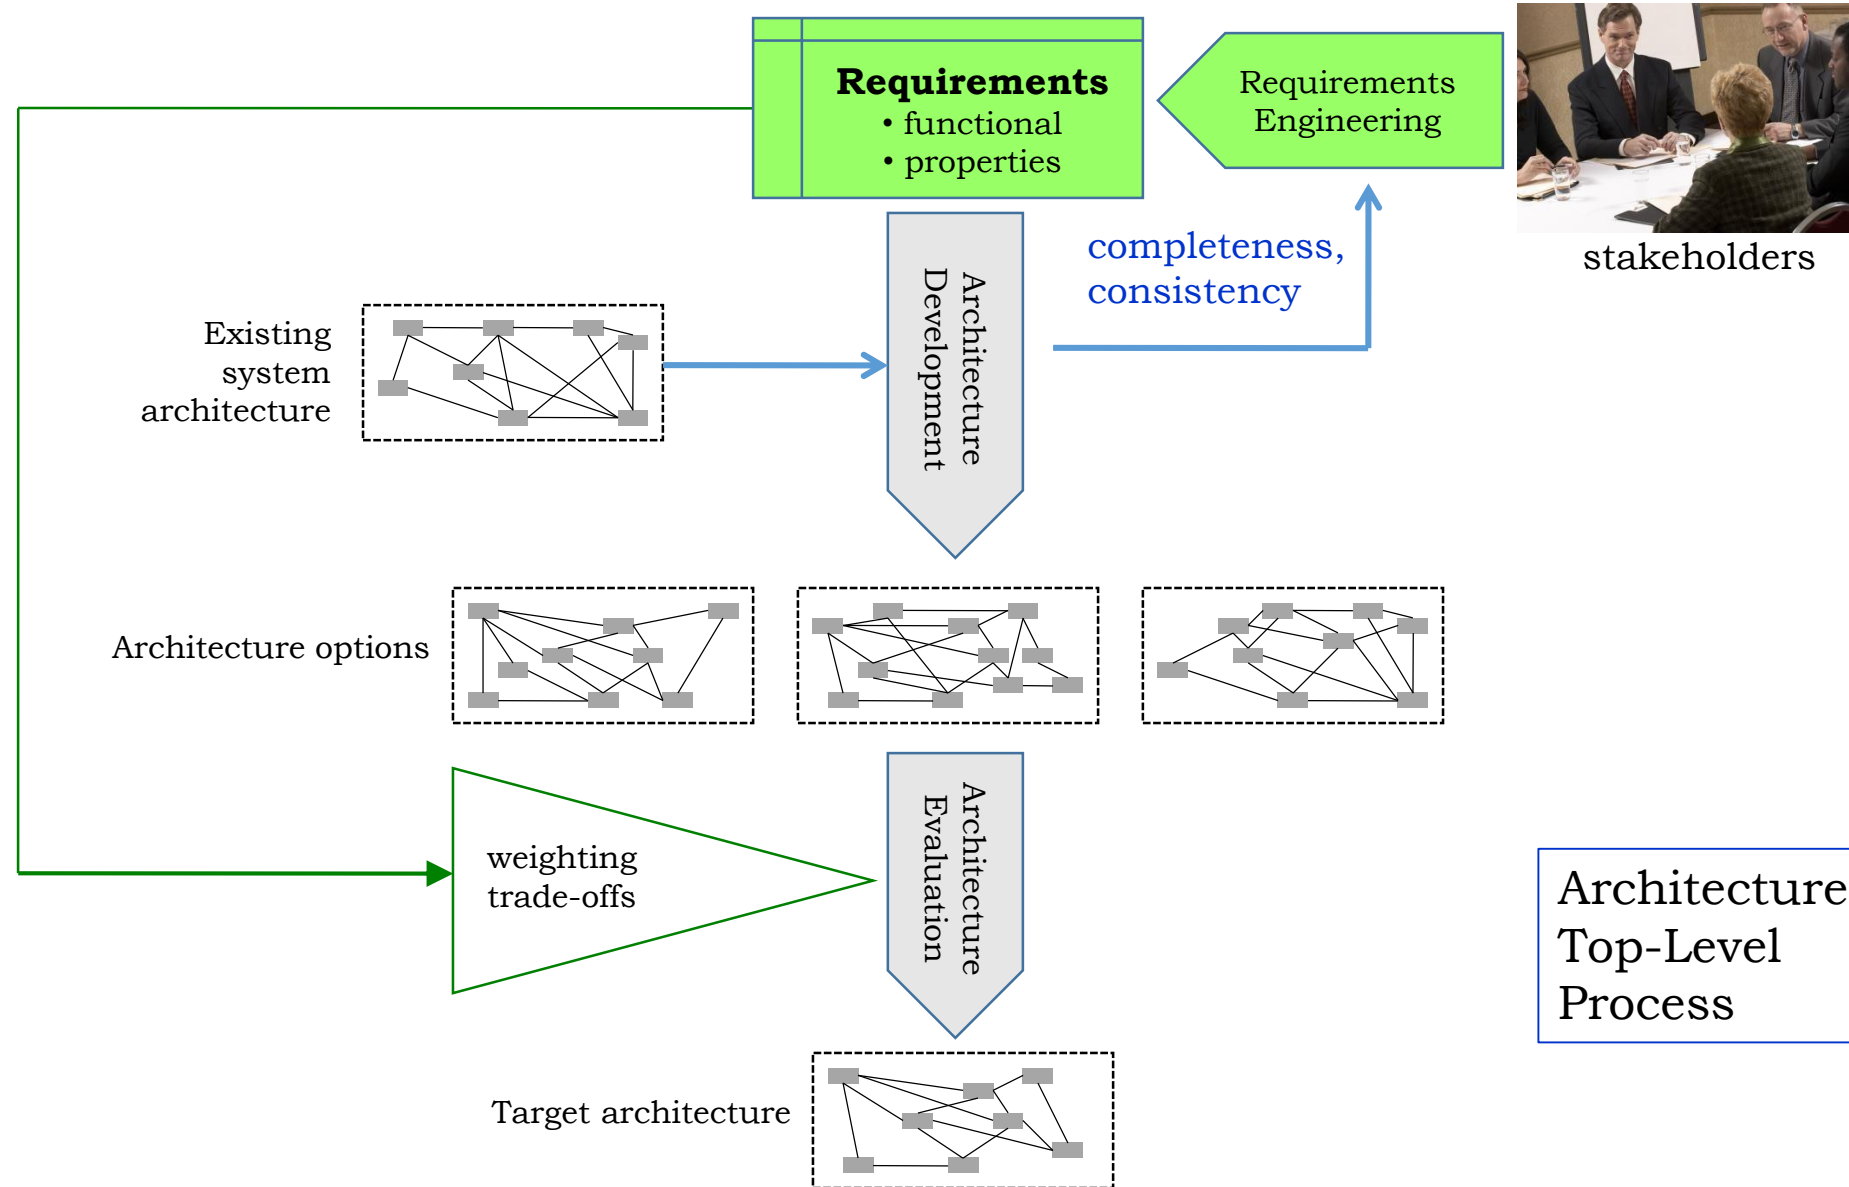 Requirements
• functional
• properties
Requirements
Engineering
stakeholders
completeness,
consistency
Architecture
Development
Existing
system
architecture
Architecture options
Architecture
Evaluation
weighting
trade-offs
Architecture
Top-Level
Process
Target architecture